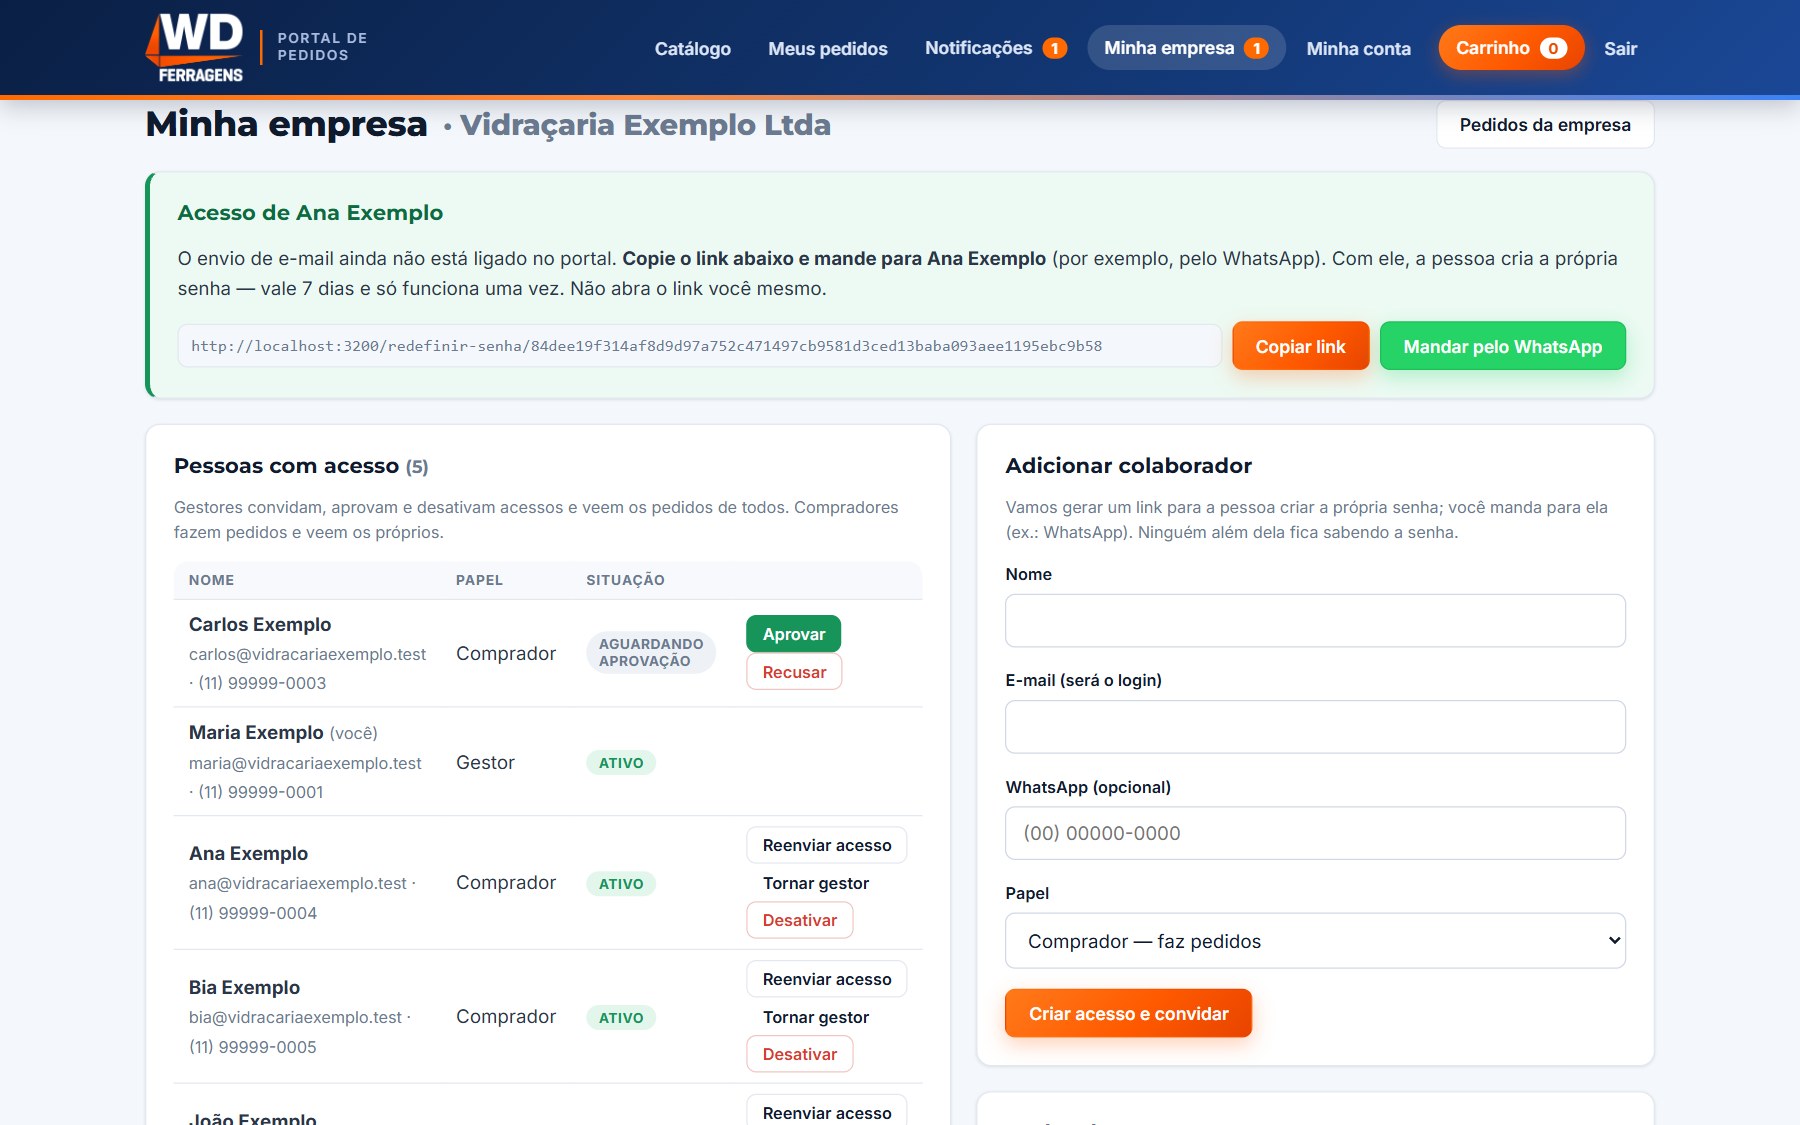 WD
FERRAGENS
PORTAL DE
PEDIDOS
Catálogo
Meus pedidos
Notificações 1
Minha empresa 1
Minha conta
Carrinho 0
Sair
Minha empresa · Vidraçaria Exemplo Ltda
Pedidos da empresa
Acesso de Ana Exemplo
O envio de e-mail ainda não está ligado no portal. Copie o link abaixo e mande para Ana Exemplo (por exemplo, pelo WhatsApp). Com ele, a pessoa cria a própria
senha — vale 7 dias e só funciona uma vez. Não abra o link você mesmo.
http://localhost:3200/redefinir-senha/84dee19f314af8d9d97a752c471497cb9581d3ced13baba093aee1195ebc9b58
Copiar link
Mandar pelo WhatsApp
Pessoas com acesso (5)
Gestores convidam, aprovam e desativam acessos e veem os pedidos de todos. Compradores
fazem pedidos e veem os próprios.
NOME PAPEL SITUAÇÃO
Carlos Exemplo
carlos@vidracariaexemplo.test
· (11) 99999-0003
Comprador
AGUARDANDO
APROVAÇÃO
Aprovar
Recusar
Maria Exemplo (você)
maria@vidracariaexemplo.test
· (11) 99999-0001
Gestor
ATIVO
Ana Exemplo
ana@vidracariaexemplo.test ·
(11) 99999-0004
Comprador
ATIVO
Reenviar acesso
Tornar gestor
Desativar
Bia Exemplo
bia@vidracariaexemplo.test ·
(11) 99999-0005
Comprador
ATIVO
Reenviar acesso
Tornar gestor
Desativar
João Exemplo
Reenviar acesso
Adicionar colaborador
Vamos gerar um link para a pessoa criar a própria senha; você manda para ela
(ex.: WhatsApp). Ninguém além dela fica sabendo a senha.
Nome
E-mail (será o login)
WhatsApp (opcional)
(00) 00000-0000
Papel
Comprador — faz pedidos
Criar acesso e convidar